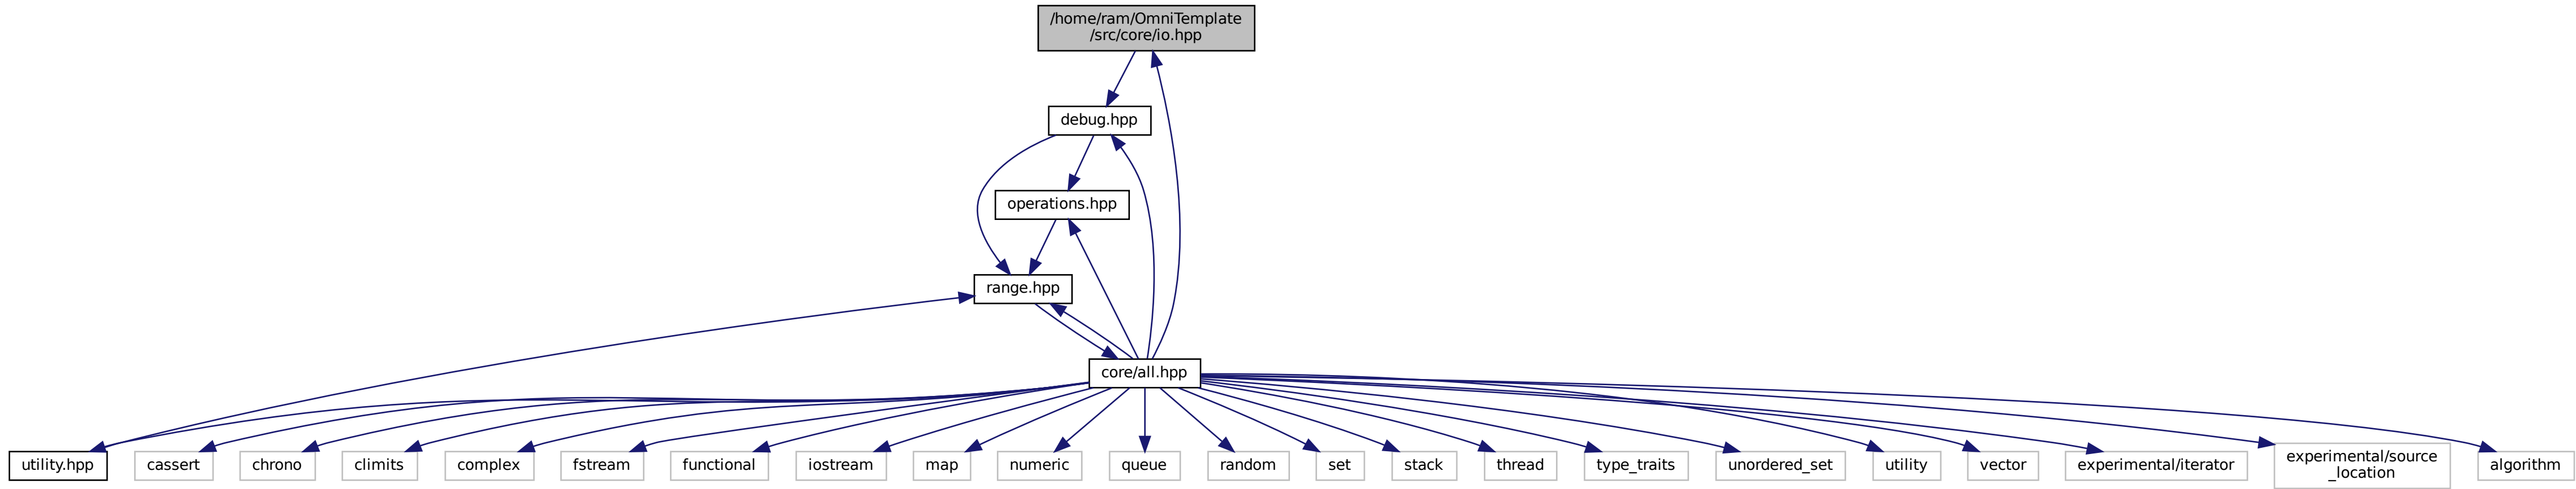 /home/ram/OmniTemplate
/src/core/io.hpp
debug.hpp
operations.hpp
range.hpp
core/all.hpp
utility.hpp
cassert
chrono
climits
complex
fstream
functional
iostream
map
numeric
queue
random
set
stack
thread
type_traits
unordered_set
utility
vector
experimental/iterator
experimental/source
_location
algorithm